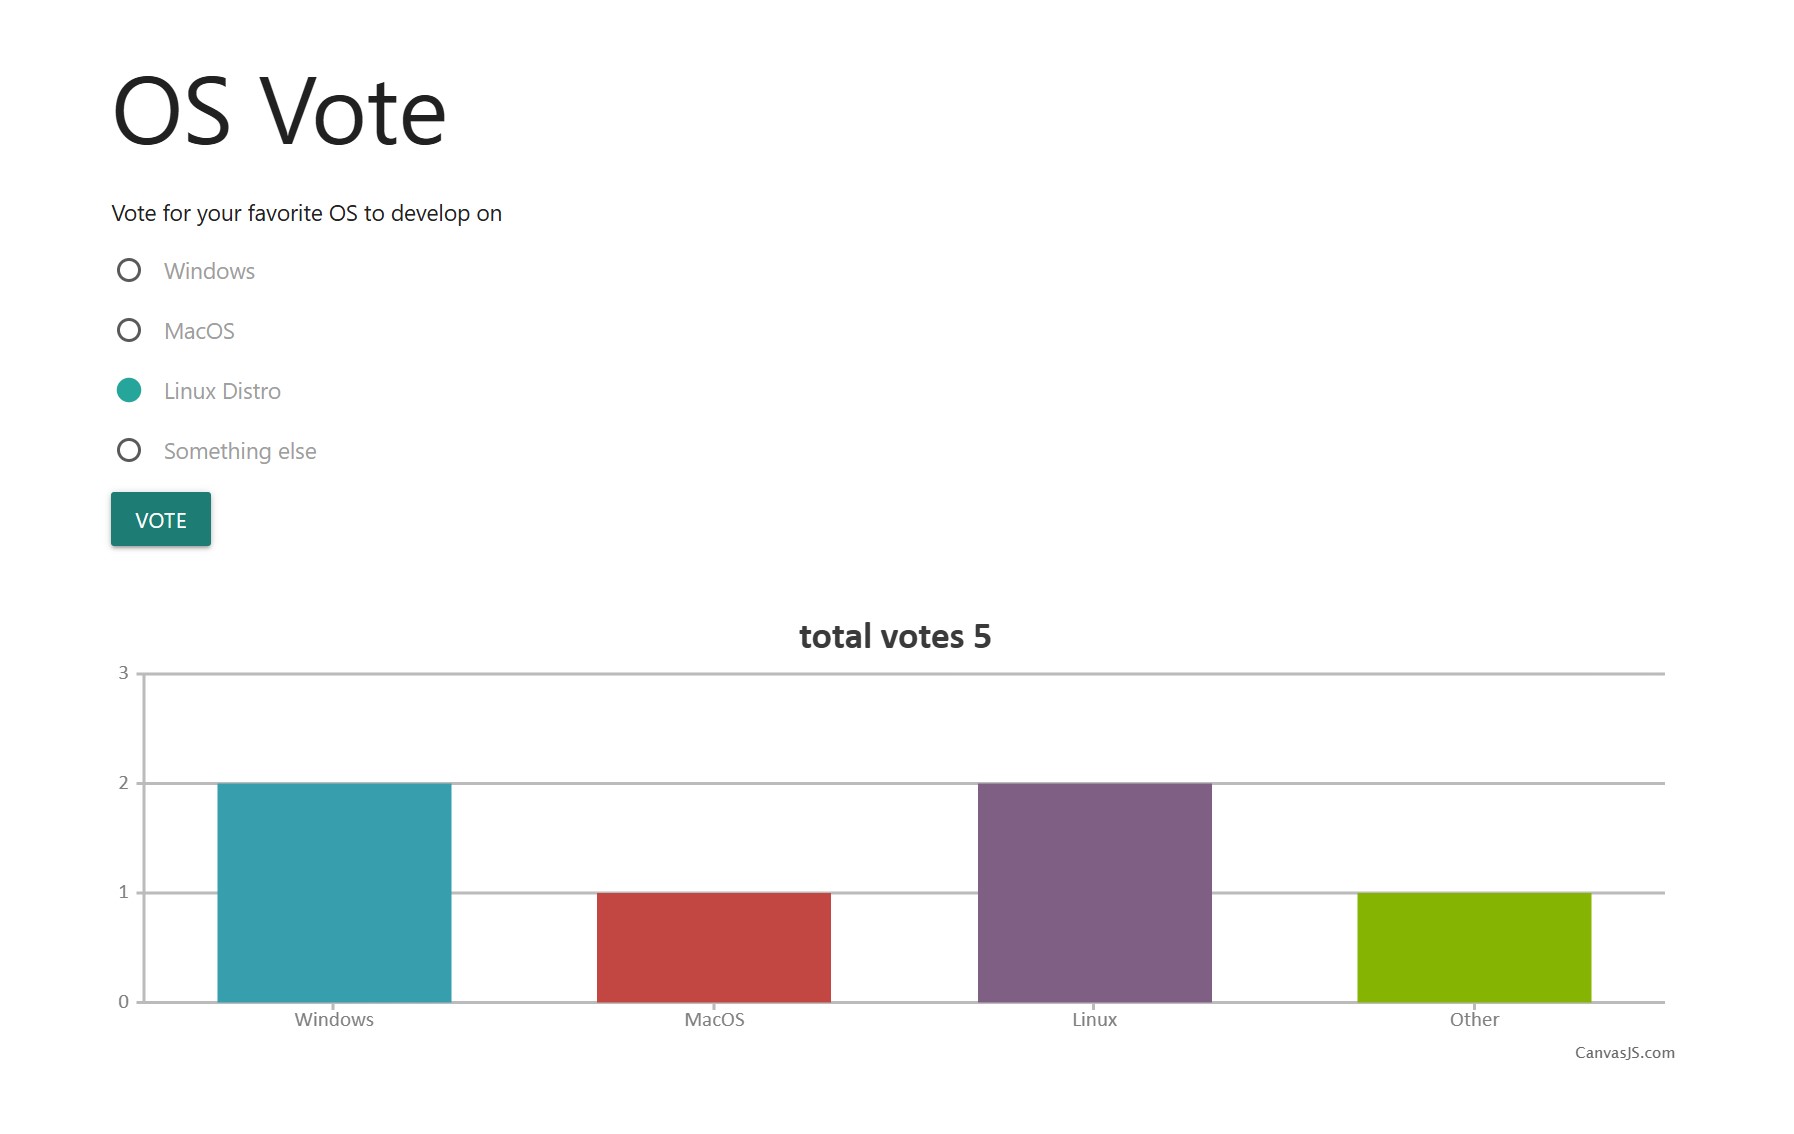 OS Vote
Vote for your favorite OS to develop on
Windows
MacOS
Linux Distro
Something else
VOTE
total votes 5
3
2
1
0
Windows MacOS Linux Other
CanvasJS.com